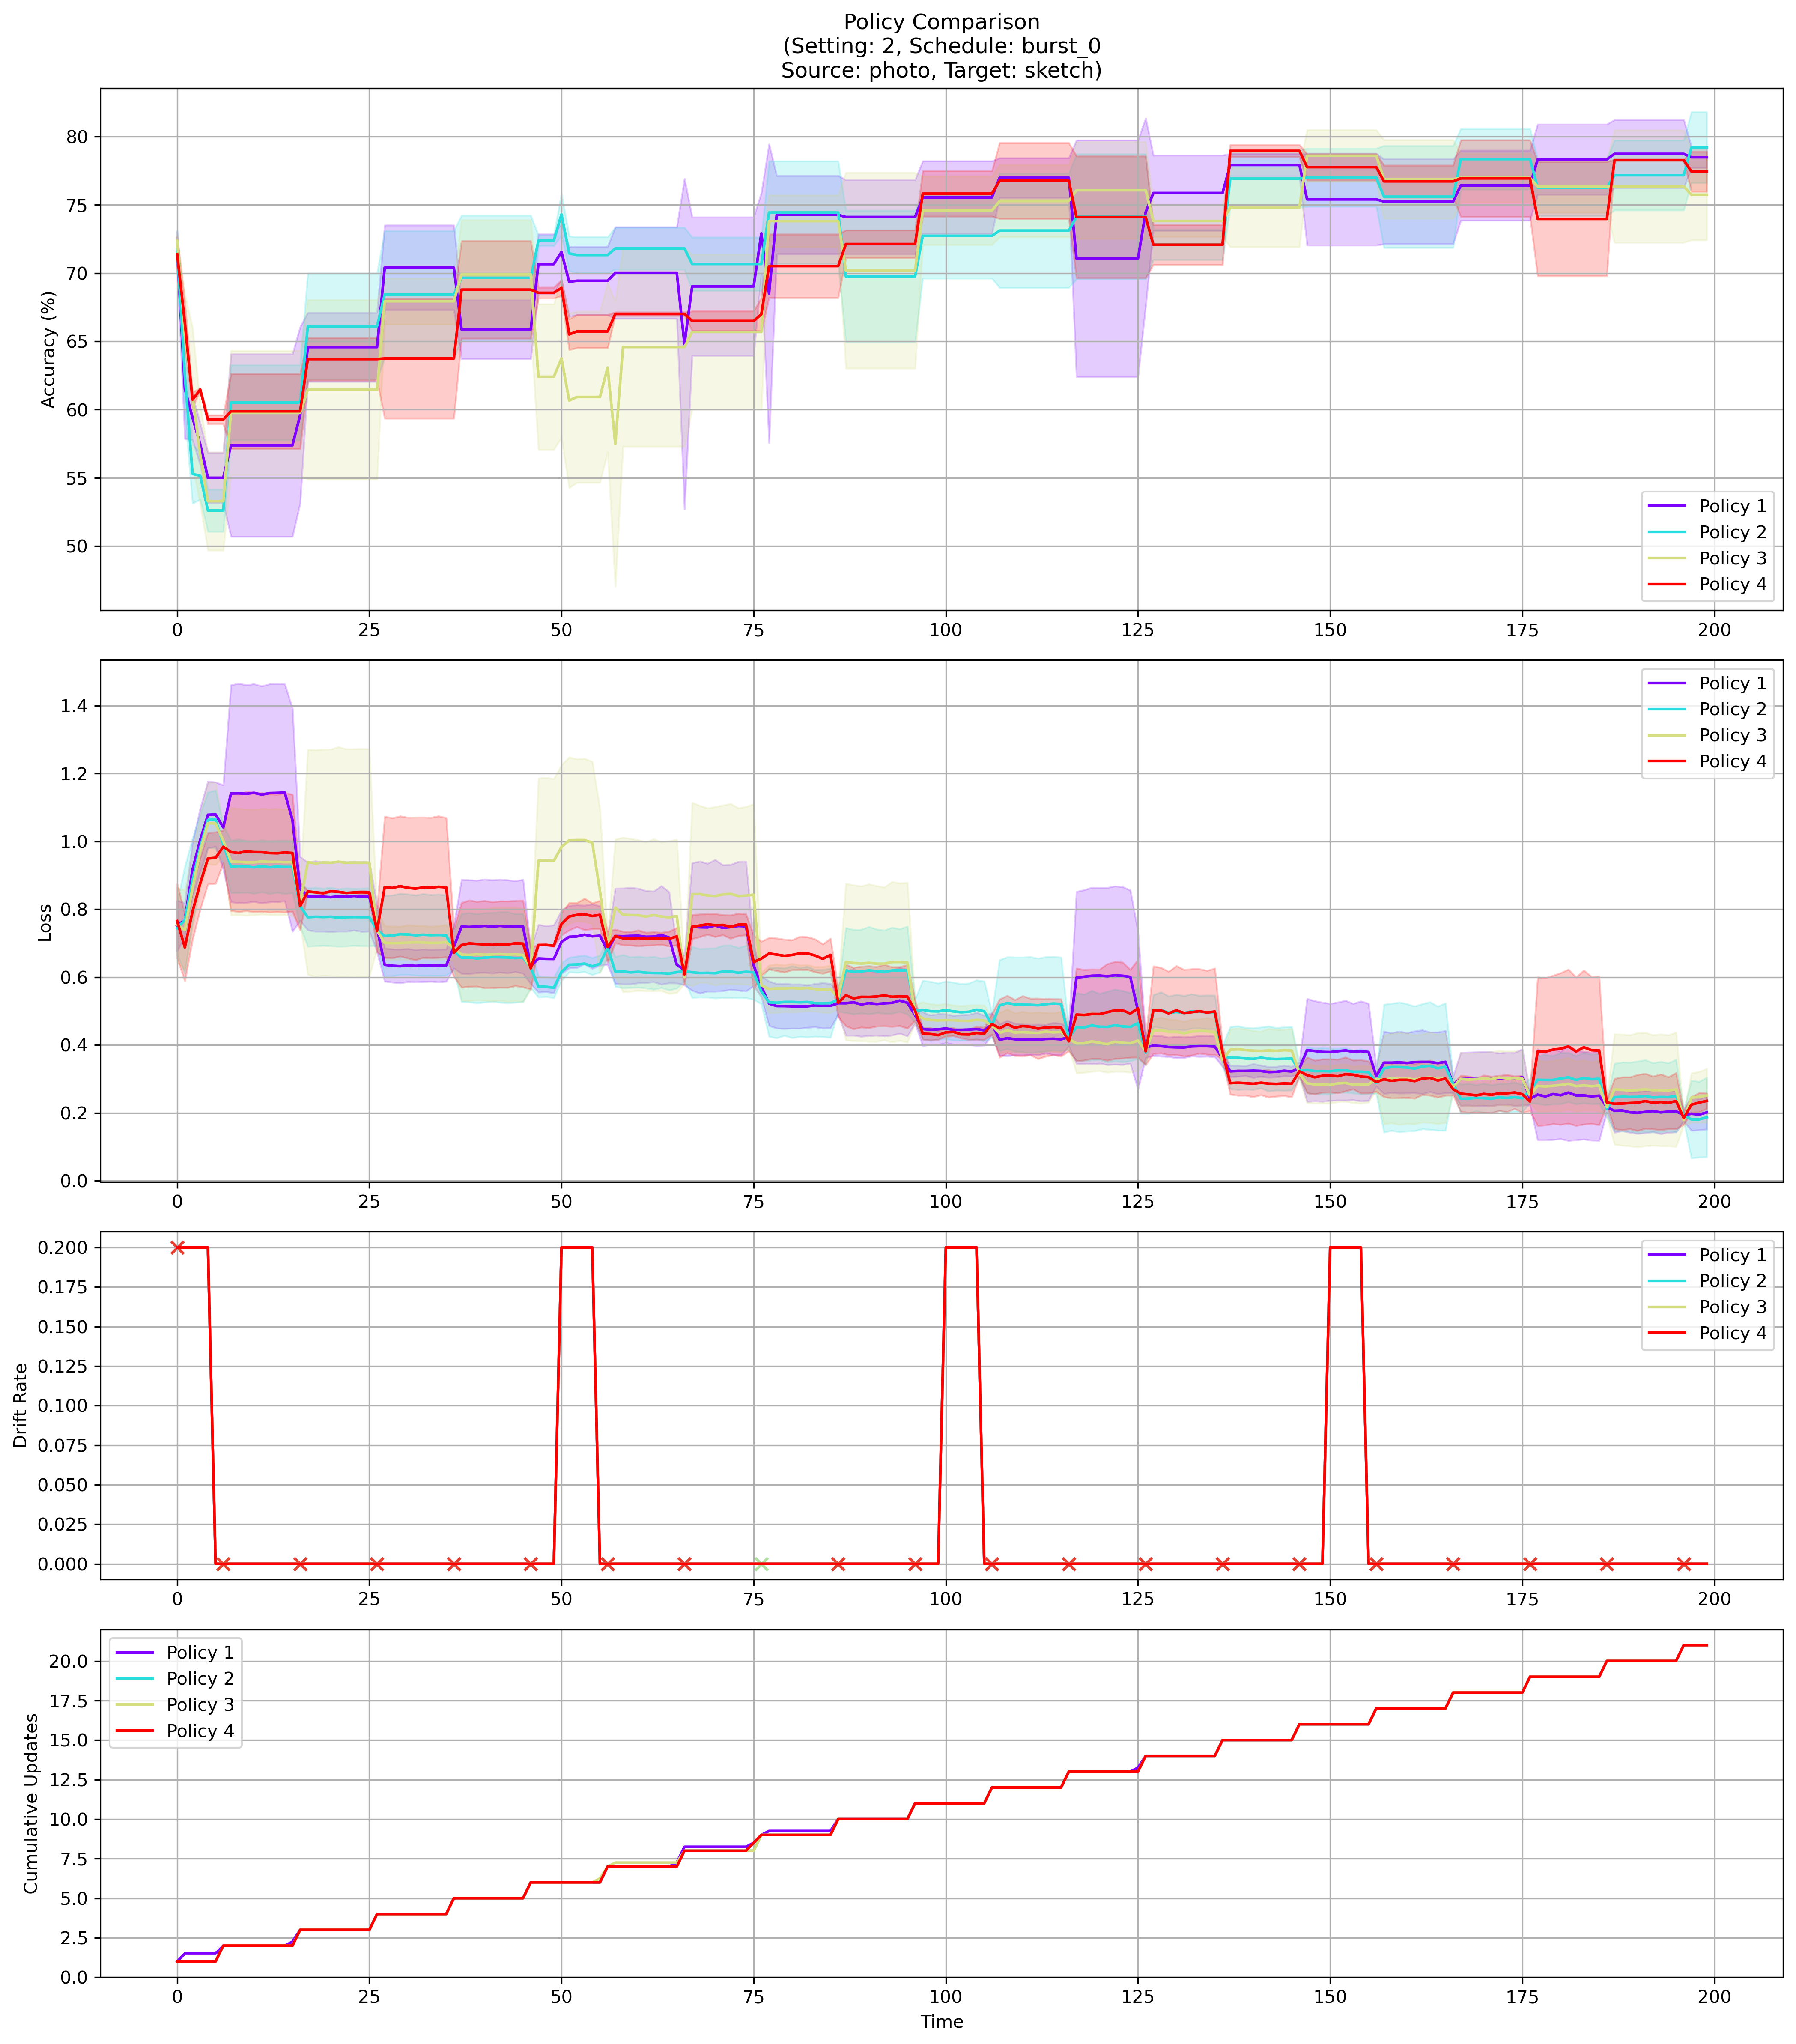 Policy Comparison
(Setting: 2, Schedule: burst_0
Source: photo, Target: sketch)
Accuracy (%)
80
75
70
65
60
55
50
Policy 1
Policy 2
Policy 3
Policy 4
0 25 50 75 100 125 150 175 200
Loss
1.4
1.2
1.0
0.8
0.6
0.4
0.2
0.0
Policy 1
Policy 2
Policy 3
Policy 4
0 25 50 75 100 125 150 175 200
Drift Rate
0.200
0.175
0.150
0.125
0.100
0.075
0.050
0.025
0.000
Policy 1
Policy 2
Policy 3
Policy 4
0 25 50 75 100 125 150 175 200
Cumulative Updates
20.0
17.5
15.0
12.5
10.0
7.5
5.0
2.5
0.0
Policy 1
Policy 2
Policy 3
Policy 4
0 25 50 75 100 125 150 175 200
Time